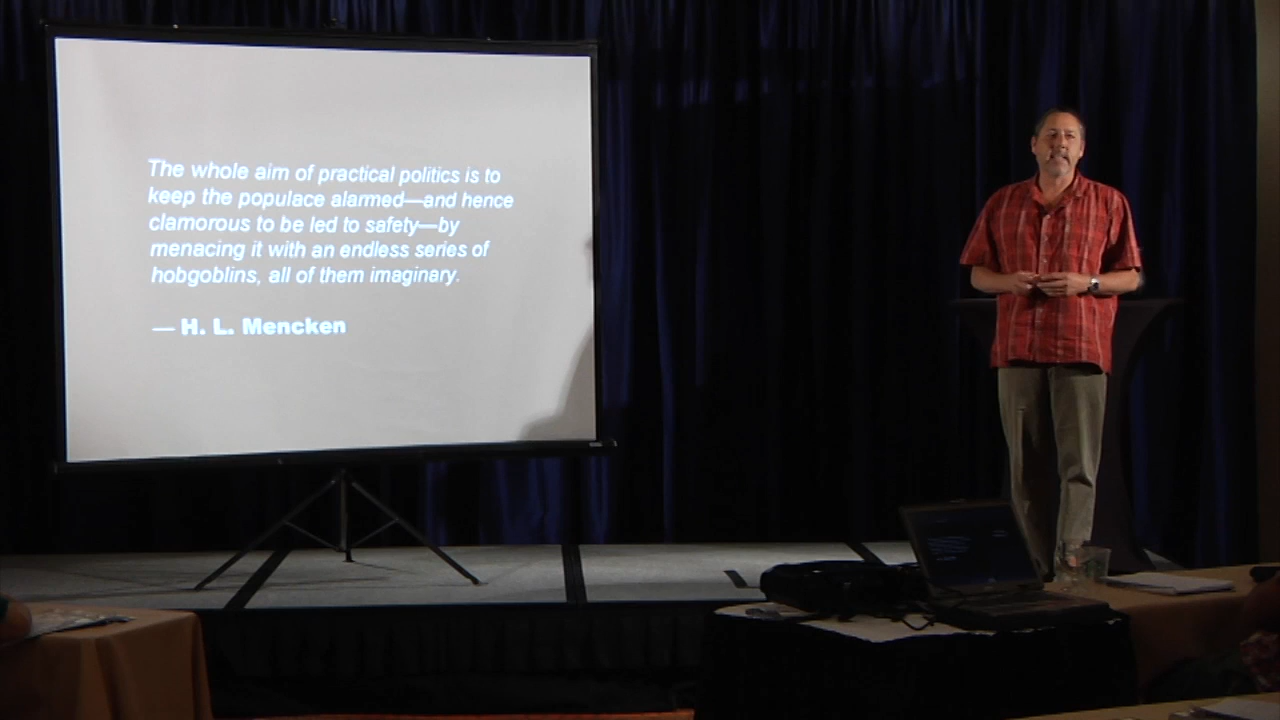 The whole aim of practical politics is to
keep the populace alarmed—and hence
clamorous to be led to safety—by
menacing it with an endless series of
hobgoblins, all of them imaginary.
— H. L. Mencken